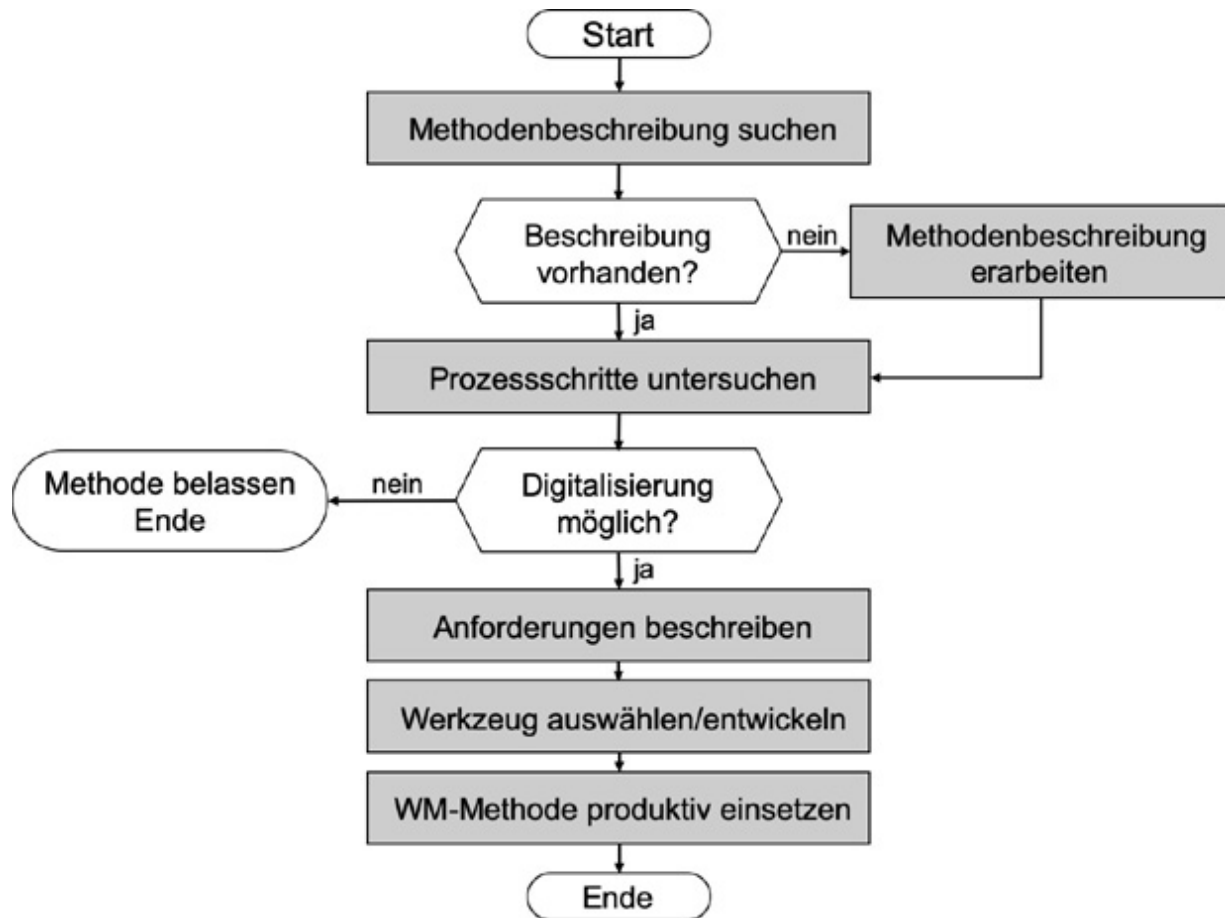 Start
Methodenbeschreibung suchen
Beschreibung
vorhanden?
nein
Methodenbeschreibung
erarbeiten
ja
Prozessschritte untersuchen
Methode belassen
Ende
nein
Digitalisierung
möglich?
ja
Anforderungen beschreiben
Werkzeug auswählen/entwickeln
WM-Methode produktiv einsetzen
Ende